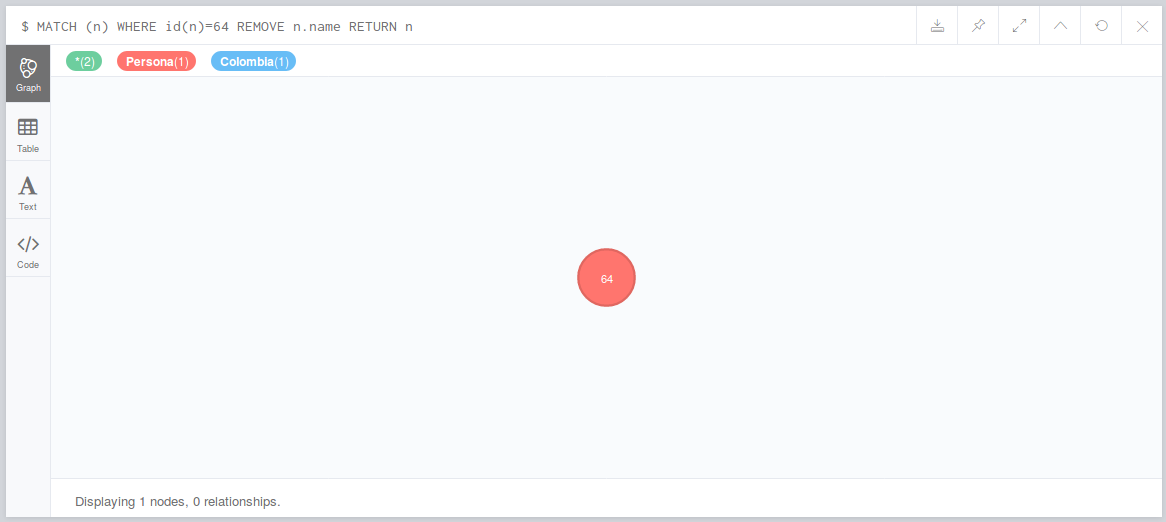 $ MATCH (n) WHERE id(n)=64 REMOVE n.name RETURN n
*(2) Persona(1) Colombia(1)
Graph
Table
A
Text
</>
Code
64
Displaying 1 nodes, 0 relationships.